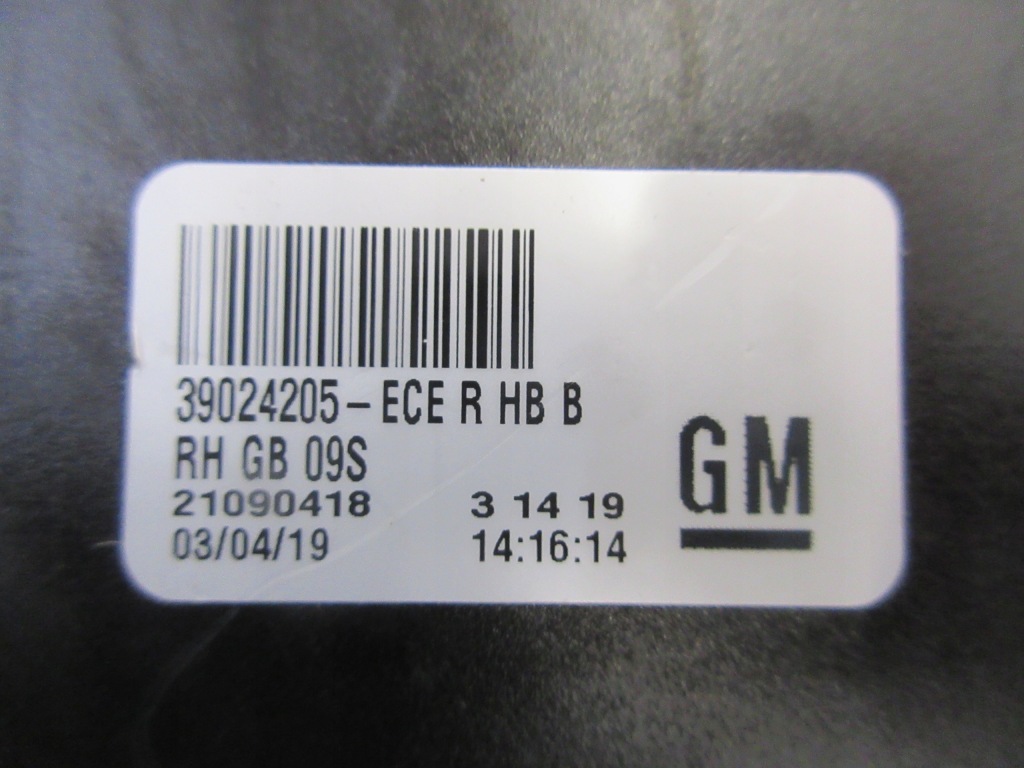 39024205-ECE R HB B
RH GB 09S
21090418 3 14 19
03/04/19 14:16:14
GM